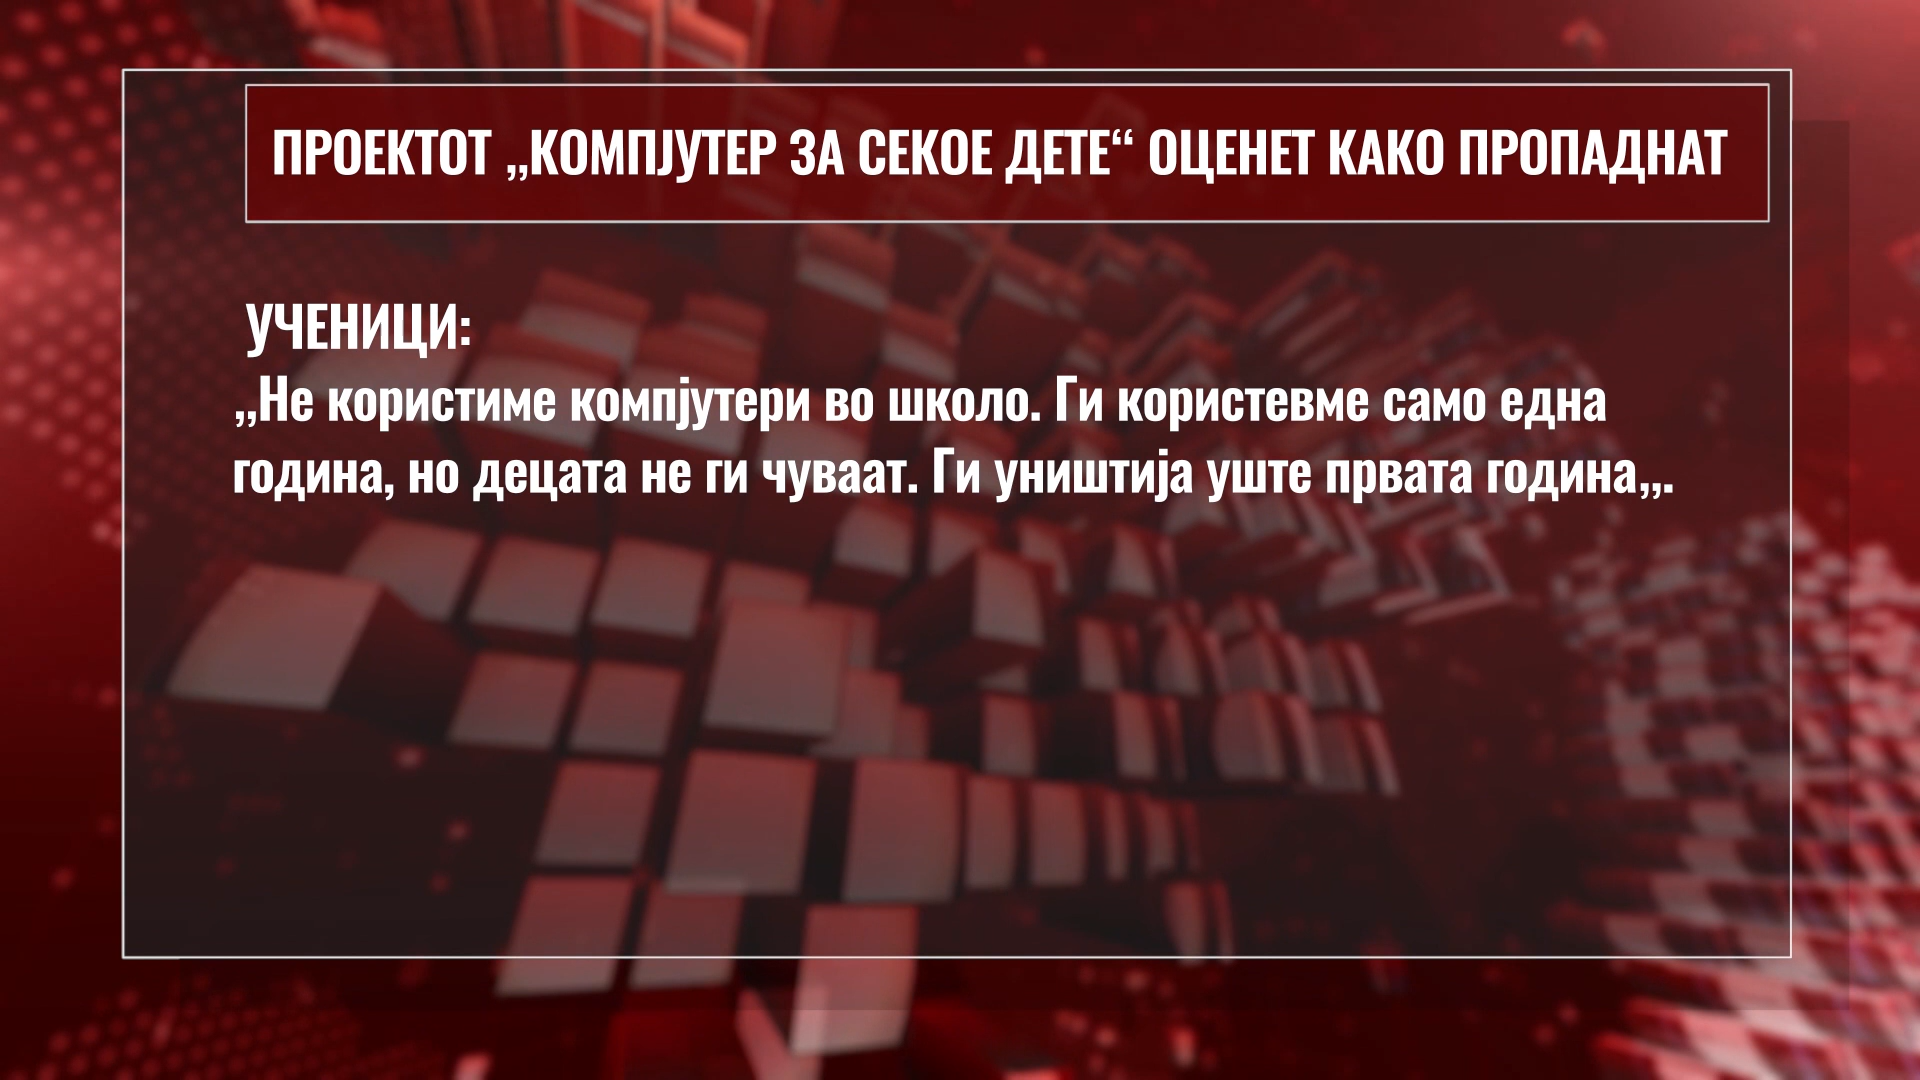 ПРОЕКТОТ „КОМПЈУТЕР ЗА СЕКОЕ ДЕТЕ“ ОЦЕНЕТ КАКО ПРОПАДНАТ
УЧЕНИЦИ:
„Не користиме компјутери во школо. Ги користевме само една
година, но децата не ги чуваат. Ги уништија уште првата година„.